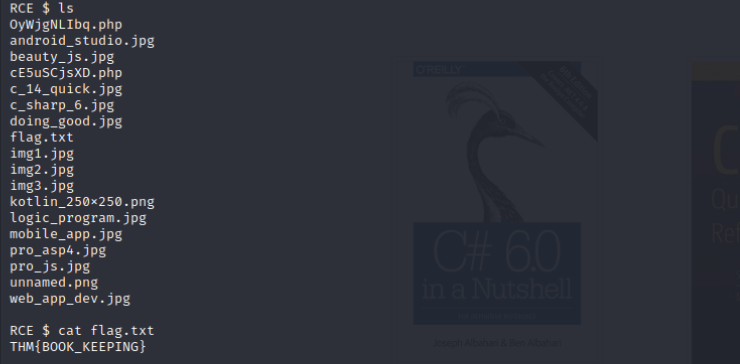 RCE $ ls
OyWjgNLIbq.php
android_studio.jpg
beauty_js.jpg
cE5uSCjsXD.php
c_14_quick.jpg
c_sharp_6.jpg
doing_good.jpg
flag.txt
img1.jpg
img2.jpg
img3.jpg
kotlin_250x250.png
logic_program.jpg
mobile_app.jpg
pro_asp4.jpg
pro_js.jpg
unnamed.png
web_app_dev.jpg
RCE $ cat flag.txt
THM{BOOK_KEEPING}
O'REILLY
C# 6.0
in a Nutshell
Joseph Albahari & Ben Albahari